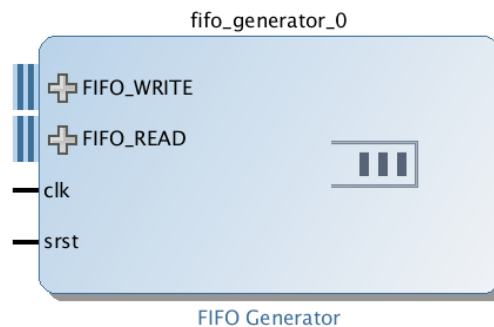 fifo_generator_0
FIFO_WRITE
FIFO_READ
clk
srst
FIFO Generator